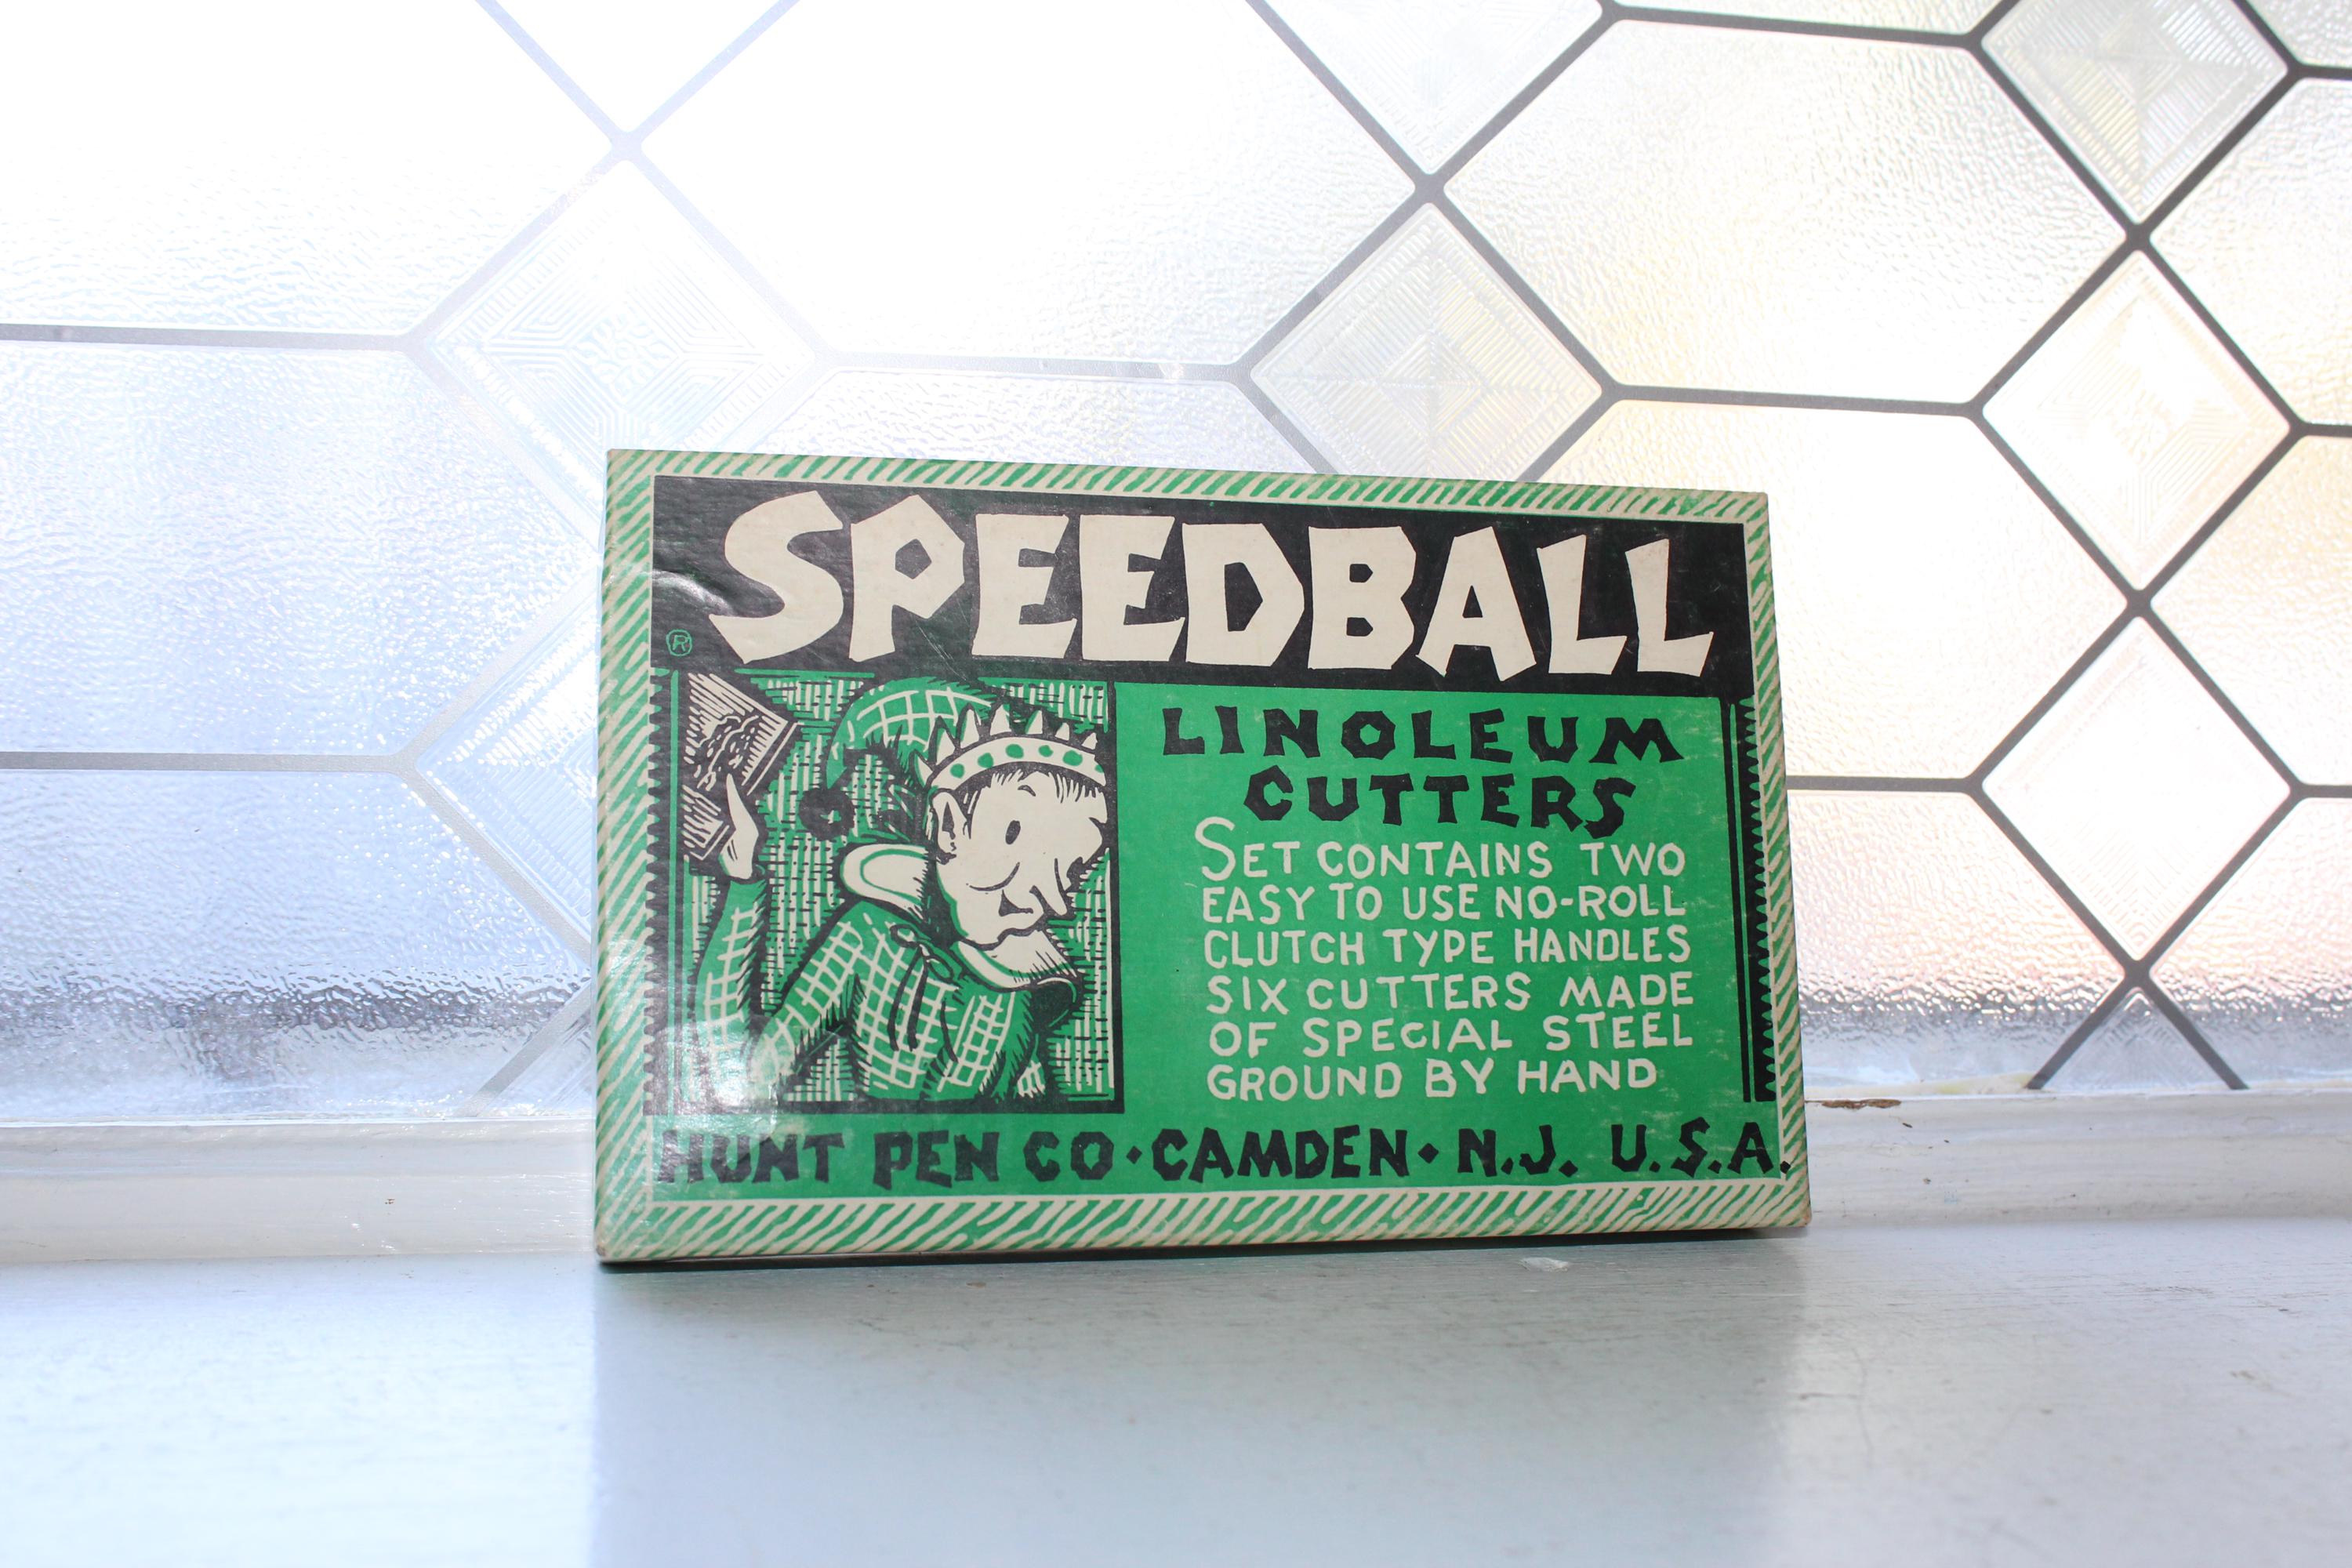 SPEEDBALL
®
LINOLEUM
CUTTERS
SET CONTAINS TWO
EASY TO USE NO-ROLL
CLUTCH TYPE HANDLES
SIX CUTTERS MADE
OF SPECIAL STEEL
GROUND BY HAND
HUNT PEN CO • CAMDEN • N.J. U.S.A.